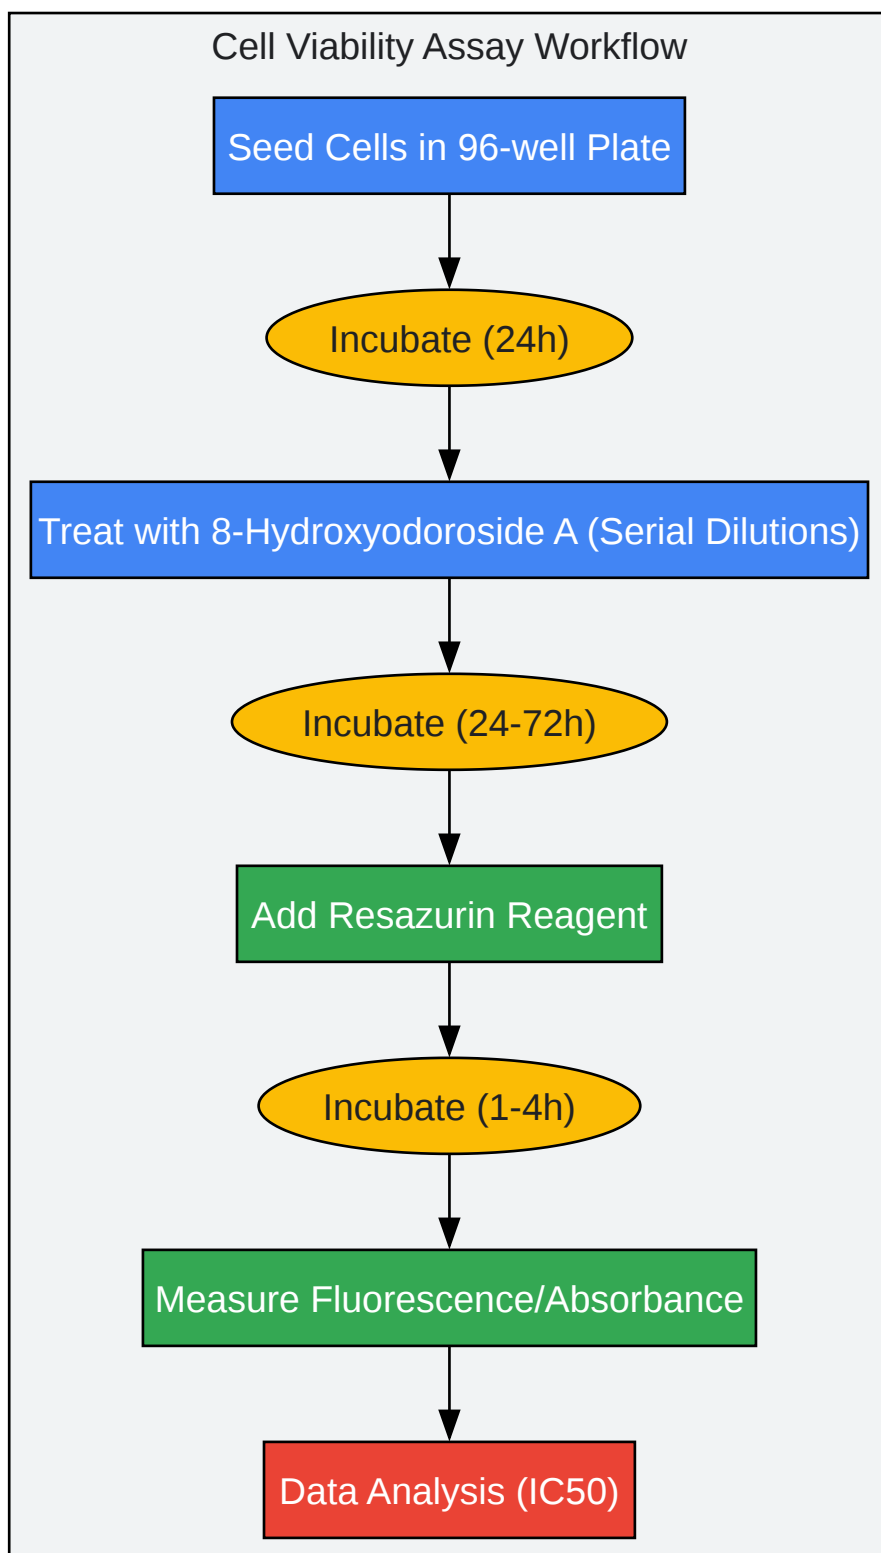 Cell Viability Assay Workflow
Seed Cells in 96-well Plate
Incubate (24h)
Treat with 8-Hydroxyodoroside A (Serial Dilutions)
Incubate (24-72h)
Add Resazurin Reagent
Incubate (1-4h)
Measure Fluorescence/Absorbance
Data Analysis (IC50)